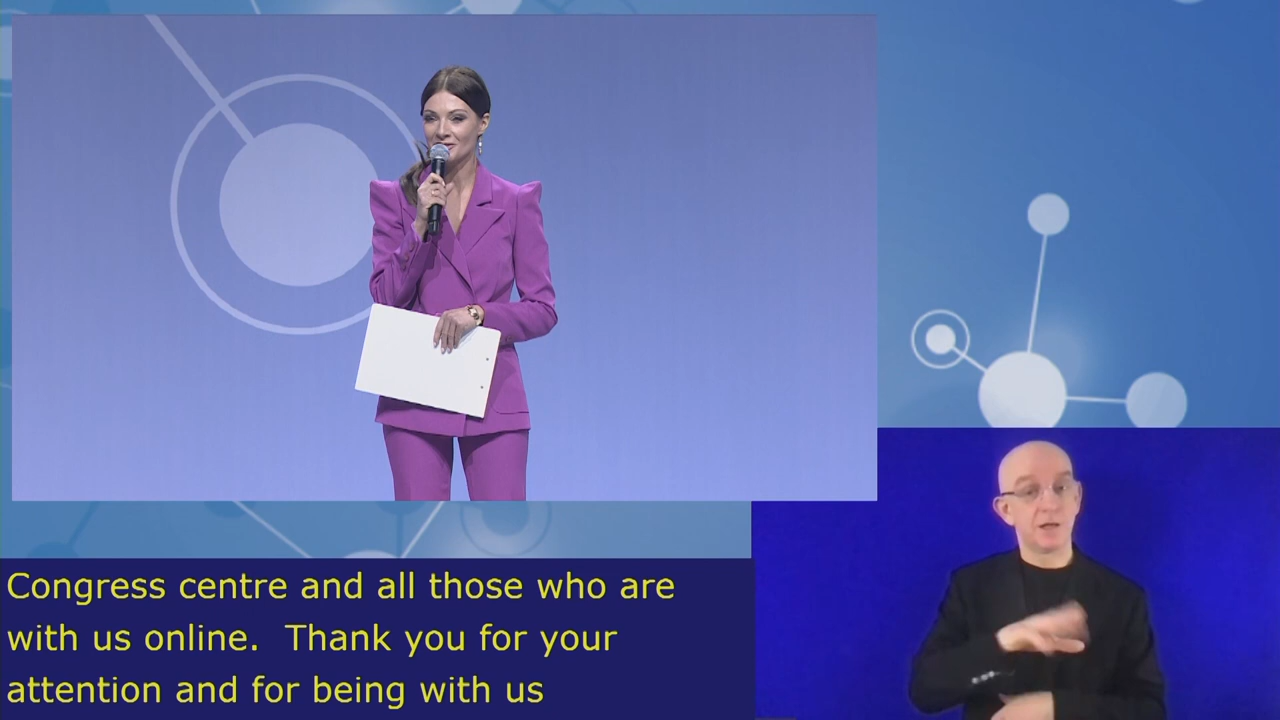 Congress centre and all those who are
with us online.  Thank you for your
attention and for being with us